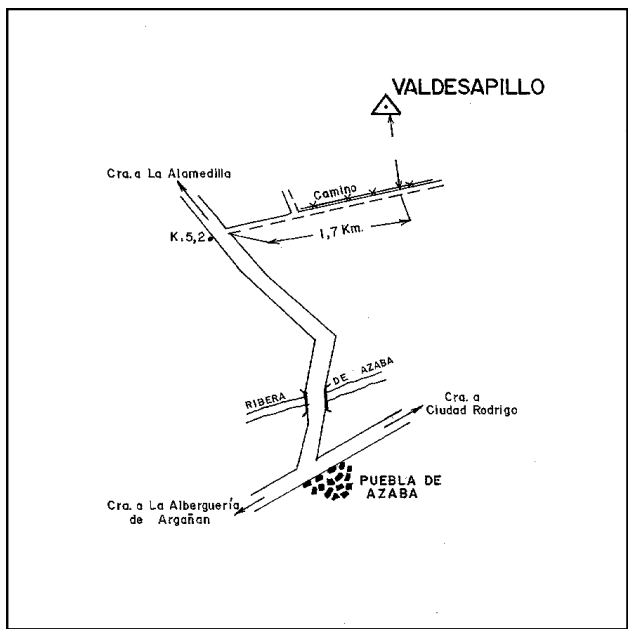 VALDESAPILLO
Cra. a La Alamedilla
Camino
K. 5,2
1,7 Km.
RIBERA DE AZABA
Cra. a
Ciudad Rodrigo
PUEBLA DE
AZABA
Cra. a La Alberguería
de Argañan